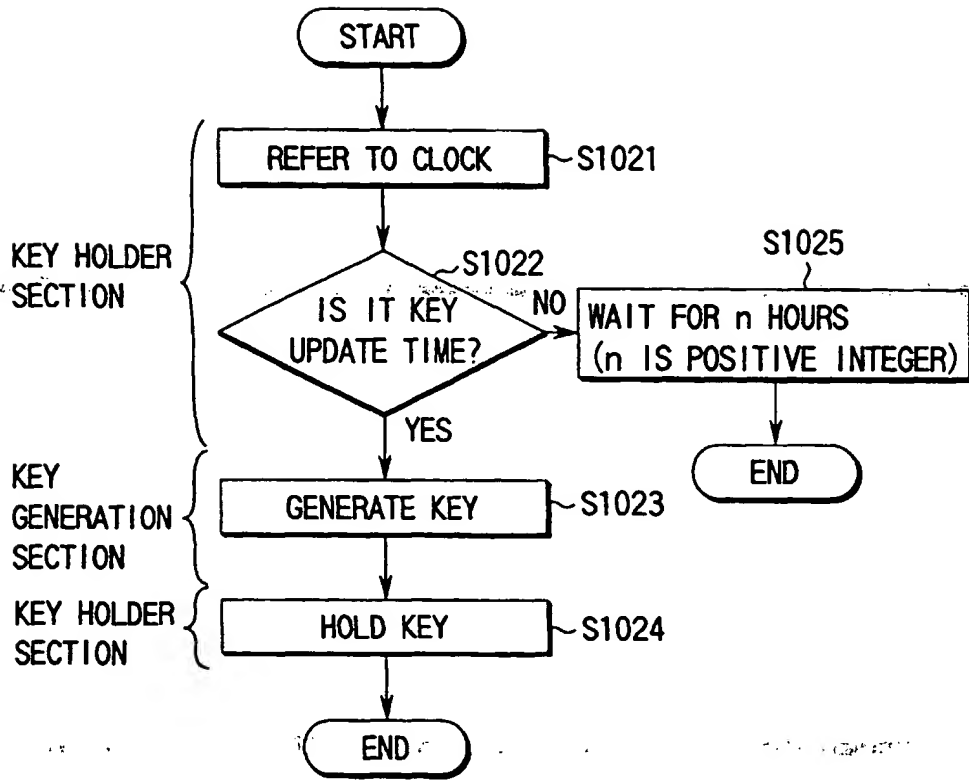 START
REFER TO CLOCK
S1021
KEY HOLDER
SECTION
S1022
IS IT KEY
UPDATE TIME?
NO
S1025
WAIT FOR n HOURS
(n IS POSITIVE INTEGER)
END
YES
KEY
GENERATION
SECTION
GENERATE KEY
S1023
KEY HOLDER
SECTION
HOLD KEY
S1024
END